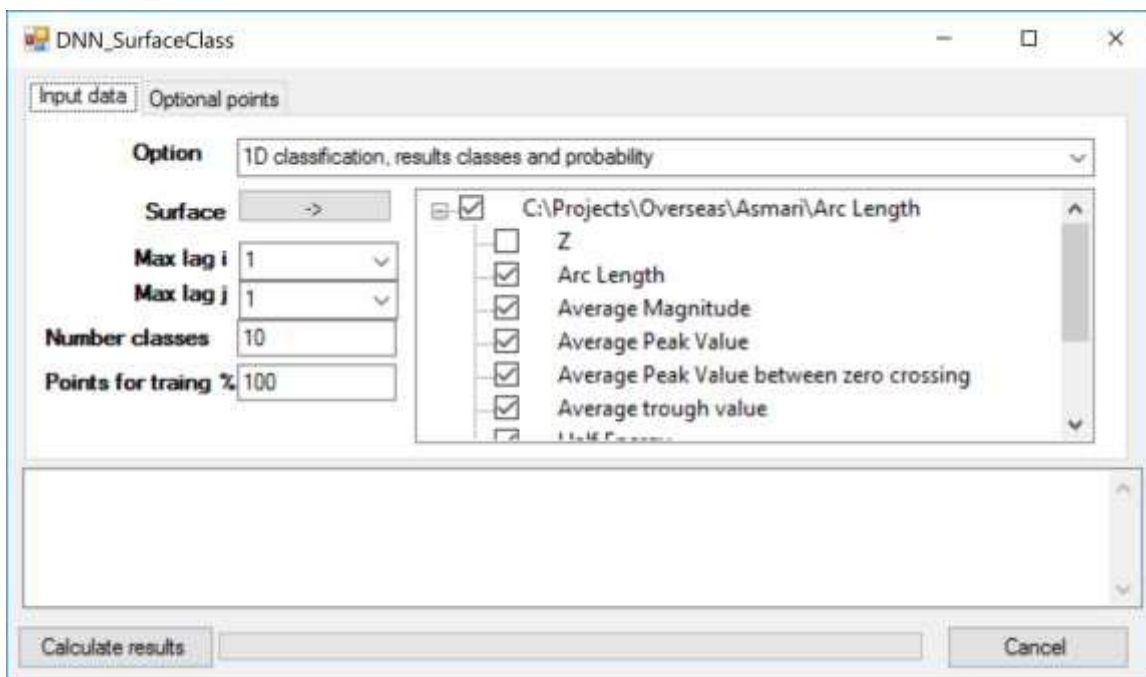 DNN_SurfaceClass
Input data Optional points
Option 1D classification, results classes and probability
Surface -> C:\Projects\Overseas\Asmari\Arc Length
Z
Max lag i 1 Arc Length
Max lag j 1 Average Magnitude
Number classes 10 Average Peak Value
Points for traing % 100 Average Peak Value between zero crossing
Average trough value
Half Energy
Calculate results Cancel